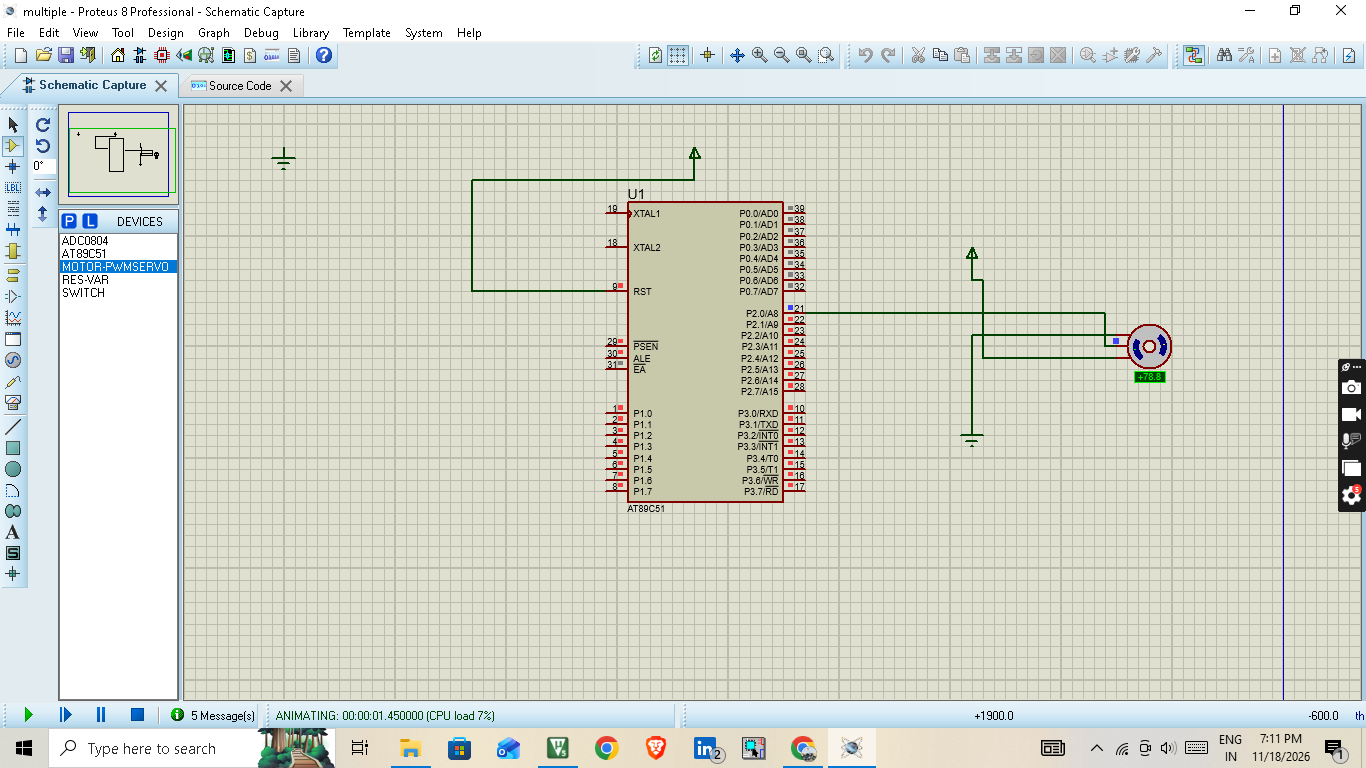 multiple - Proteus 8 Professional - Schematic Capture
File Edit View Tool Design Graph Debug Library Template System Help
Schematic Capture
Source Code
LBL
0°
P L DEVICES
ADC0804
AT89C51
MOTOR-PWMSERVO
RES-VAR
SWITCH
A
S
U1
19 XTAL1
18 XTAL2
9 RST
29 PSEN
30 ALE
31 EA
1 P1.0
2 P1.1
3 P1.2
4 P1.3
5 P1.4
6 P1.5
7 P1.6
8 P1.7
P0.0/AD0 39
P0.1/AD1 38
P0.2/AD2 37
P0.3/AD3 36
P0.4/AD4 35
P0.5/AD5 34
P0.6/AD6 33
P0.7/AD7 32
P2.0/A8 21
P2.1/A9 22
P2.2/A10 23
P2.3/A11 24
P2.4/A12 25
P2.5/A13 26
P2.6/A14 27
P2.7/A15 28
P3.0/RXD 10
P3.1/TXD 11
P3.2/INT0 12
P3.3/INT1 13
P3.4/T0 14
P3.5/T1 15
P3.6/WR 16
P3.7/RD 17
AT89C51
+78.8
5
5 Message(s) ANIMATING: 00:00:01.450000 (CPU load 7%) +1900.0 -600.0 th
Type here to search
2
ENG
IN
7:11 PM
11/18/2026
1